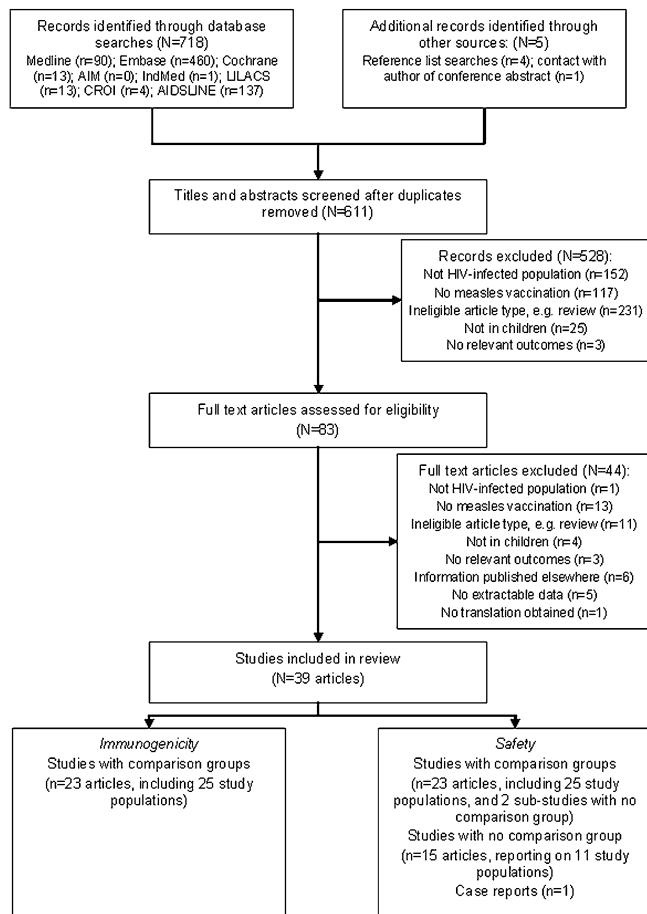 Records identified through database
searches (N=718)
Medline (n=90); Embase (n=460); Cochrane
(n=13); AIM (n=0); IndMed (n=1); LILACS
(n=13); CROI (n=4); AIDSLINE (n=137)
Additional records identified through
other sources: (N=5)
Reference list searches (n=4); contact with
author of conference abstract (n=1)
Titles and abstracts screened after duplicates
removed (N=611)
Records excluded (N=528):
Not HIV-infected population (n=152)
No measles vaccination (n=117)
Ineligible article type, e.g. review (n=231)
Not in children (n=25)
No relevant outcomes (n=3)
Full text articles assessed for eligibility
(N=83)
Full text articles excluded (N=44):
Not HIV-infected population (n=1)
No measles vaccination (n=13)
Ineligible article type, e.g. review (n=11)
Not in children (n=4)
No relevant outcomes (n=3)
Information published elsewhere (n=6)
No extractable data (n=5)
No translation obtained (n=1)
Studies included in review
(N=39 articles)
Immunogenicity
Studies with comparison groups
(n=23 articles, including 25 study
populations)
Safety
Studies with comparison groups
(n=23 articles, including 25 study
populations, and 2 sub-studies with no
comparison group)
Studies with no comparison group
(n=15 articles, reporting on 11 study
populations)
Case reports (n=1)